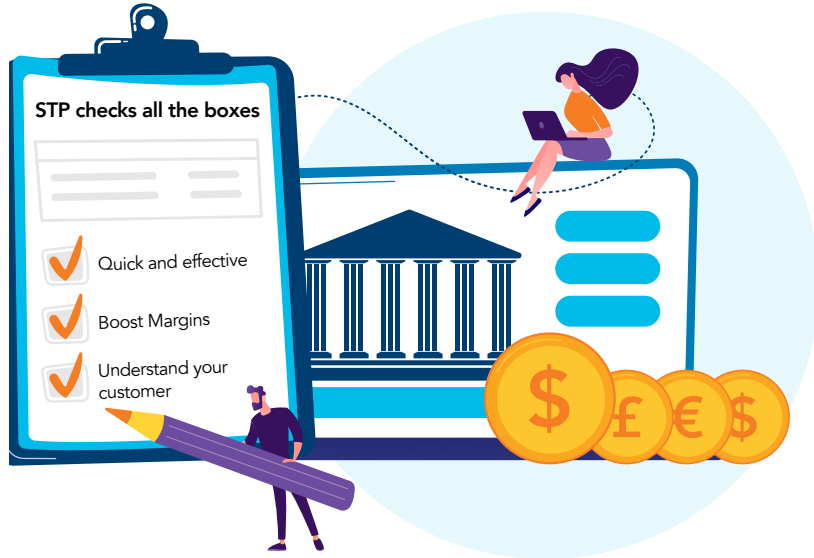 STP checks all the boxes
Quick and effective
Boost Margins
Understand your
customer
$
£
€
$